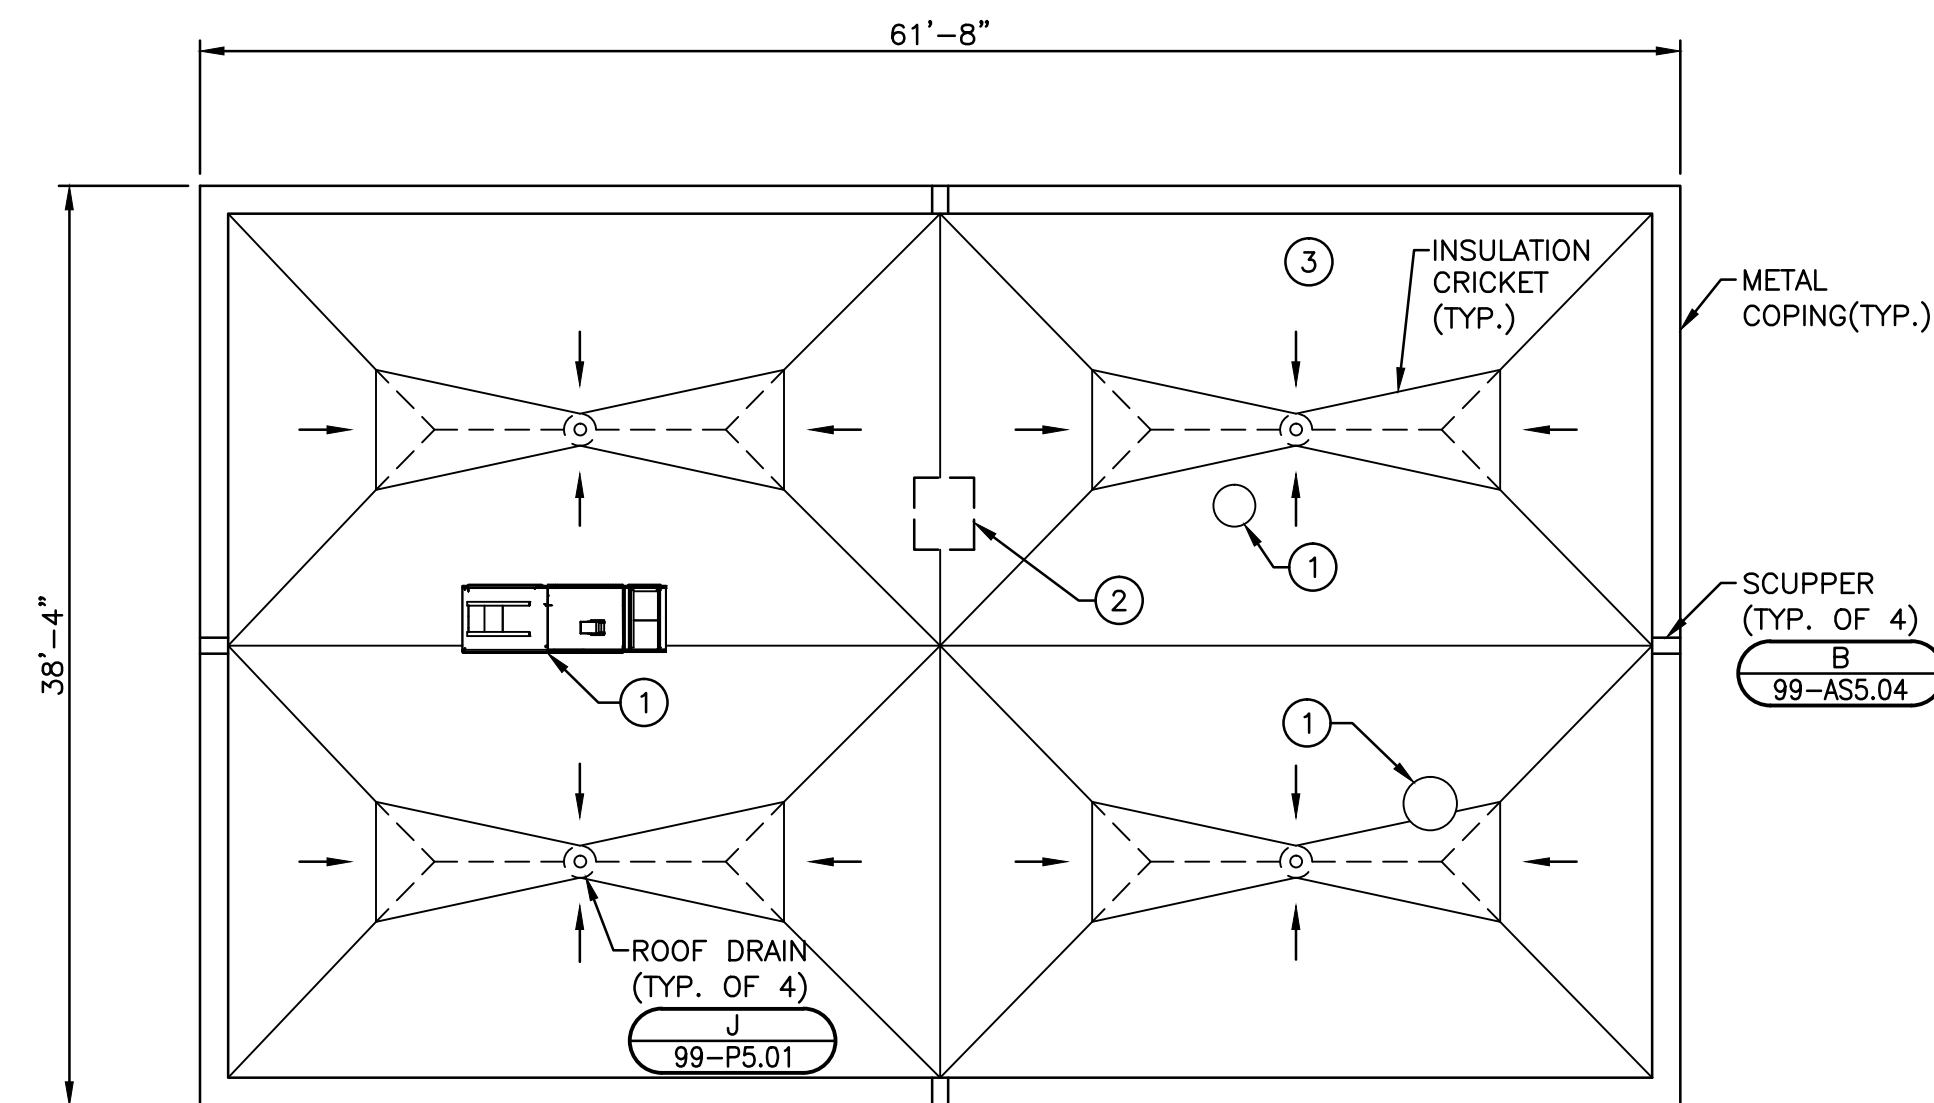 61'-8"
3
INSULATION
CRICKET
(TYP.)
METAL
COPING(TYP.)
1
2
SCUPPER
(TYP. OF 4)
B
99-AS5.04
38'-4"
1
1
ROOF DRAIN
(TYP. OF 4)
J
99-P5.01